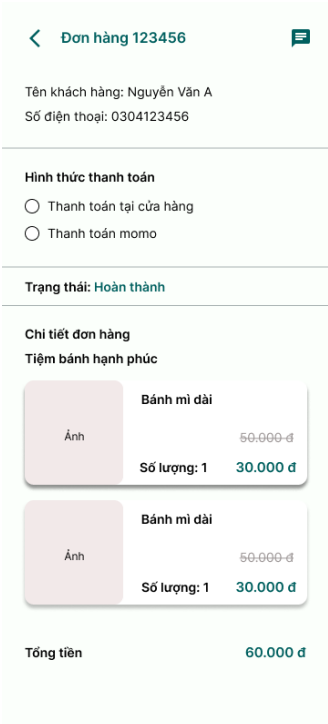 Đơn hàng 123456
Tên khách hàng: Nguyễn Văn A
Số điện thoại: 0304123456
Hình thức thanh toán
Thanh toán tại cửa hàng
Thanh toán momo
Trạng thái: Hoàn thành
Chi tiết đơn hàng
Tiệm bánh hạnh phúc
Bánh mì dài
Ảnh
50.000 đ
Số lượng: 1 30.000 đ
Bánh mì dài
Ảnh
50.000 đ
Số lượng: 1 30.000 đ
Tổng tiền 60.000 đ